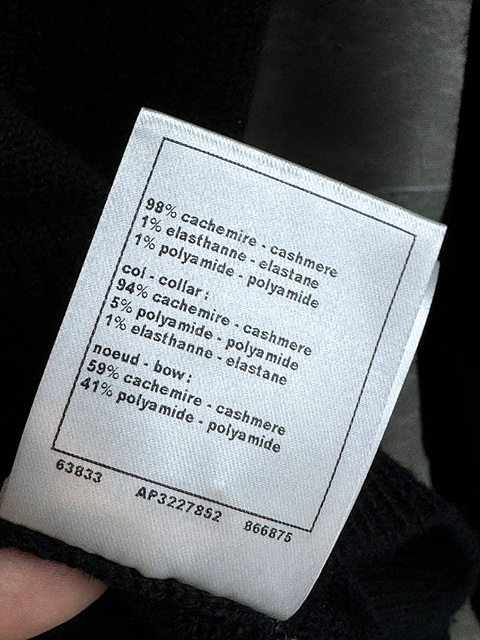 98% cachemire - cashmere
1% elasthanne - elastane
1% polyamide - polyamide
col - collar:
94% cachemire - cashmere
5% polyamide - polyamide
1% elasthanne - elastane
noeud - bow:
59% cachemire - cashmere
41% polyamide - polyamide
63833 AP3227852 866875